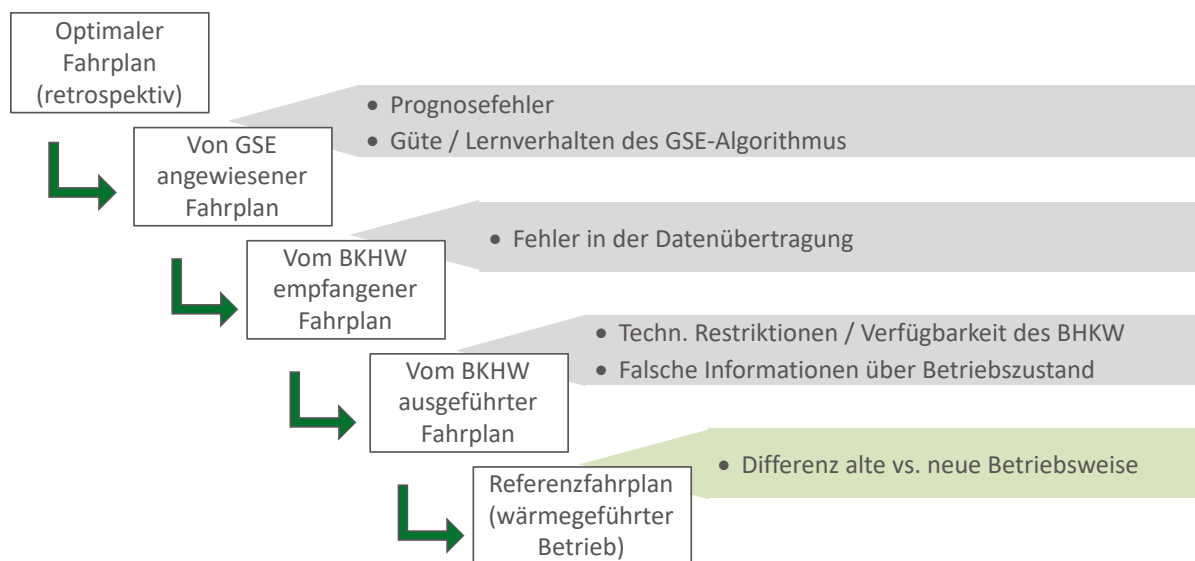 Optimaler
Fahrplan
(retrospektiv)
• Prognosefehler
• Güte / Lernverhalten des GSE-Algorithmus
Von GSE
angewiesener
Fahrplan
• Fehler in der Datenübertragung
Vom BKHW
empfangener
Fahrplan
• Techn. Restriktionen / Verfügbarkeit des BHKW
• Falsche Informationen über Betriebszustand
Vom BKHW
ausgeführter
Fahrplan
• Differenz alte vs. neue Betriebsweise
Referenzfahrplan
(wärmegeführter
Betrieb)